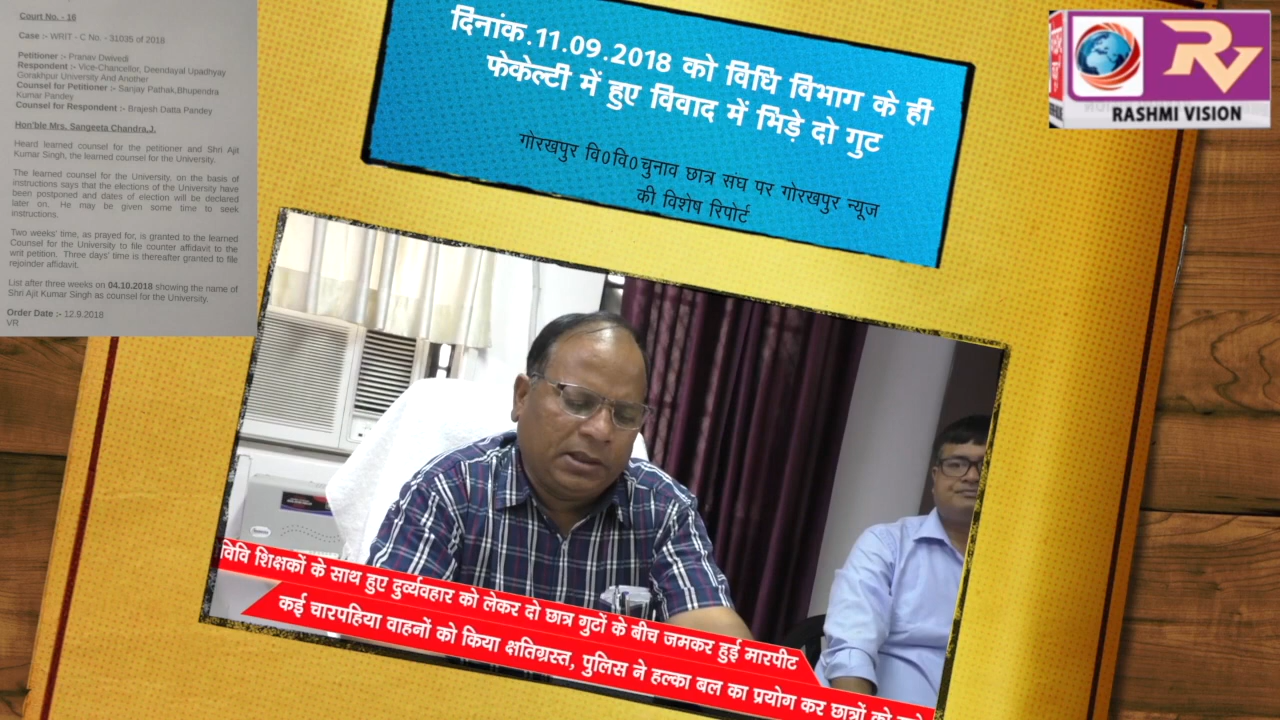 Court No. - 16
Case :- WRIT - C No. - 31035 of 2018
Petitioner :- Pranav Dwivedi
Respondent :- Vice-Chancellor, Deendayal Upadhyay
Gorakhpur University And Another
Counsel for Petitioner :- Sanjay Pathak,Bhupendra
Kumar Pandey
Counsel for Respondent :- Brajesh Datta Pandey
Hon'ble Mrs. Sangeeta Chandra,J.
Heard learned counsel for the petitioner and Shri Ajit
Kumar Singh, the learned counsel for the University.
The learned counsel for the University, on the basis of
instructions says that the elections of the University have
been postponed and dates of election will be declared
later on. He may be given some time to seek
instructions.
Two weeks' time, as prayed for, is granted to the learned
Counsel for the University to file counter affidavit to the
writ petition. Three days' time is thereafter granted to file
rejoinder affidavit.
List after three weeks on 04.10.2018 showing the name of
Shri Ajit Kumar Singh as counsel for the University.
Order Date :- 12.9.2018
VR
दिनांक.11.09.2018 को विधि विभाग के ही
फेकेल्टी में हुए विवाद में भिड़े दो गुट
गोरखपुर वि0वि0चुनाव छात्र संघ पर गोरखपुर न्यूज
की विशेष रिपोर्ट
RV
RASHMI VISION
विवि शिक्षकों के साथ हुए दुर्व्यवहार को लेकर दो छात्र गुटों के बीच जमकर हुई मारपीट
कई चारपहिया वाहनों को किया क्षतिग्रस्त, पुलिस ने हल्का बल का प्रयोग कर छात्रों को